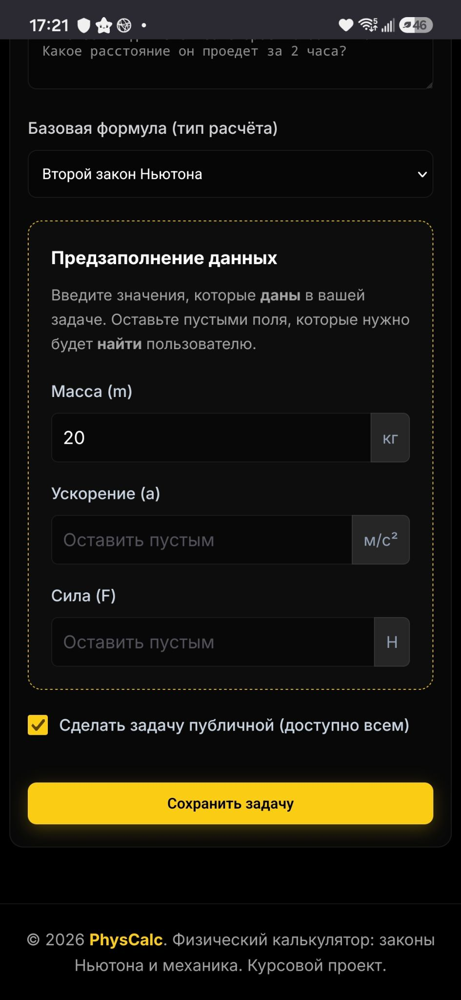 17:21
5
46
Какое расстояние он проедет за 2 часа?
Базовая формула (тип расчёта)
Второй закон Ньютона
Предзаполнение данных
Введите значения, которые даны в вашей
задаче. Оставьте пустыми поля, которые нужно
будет найти пользователю.
Масса (m)
20
кг
Ускорение (a)
Оставить пустым
м/с²
Сила (F)
Оставить пустым
Н
Сделать задачу публичной (доступно всем)
Сохранить задачу
© 2026 PhysCalc. Физический калькулятор: законы
Ньютона и механика. Курсовой проект.